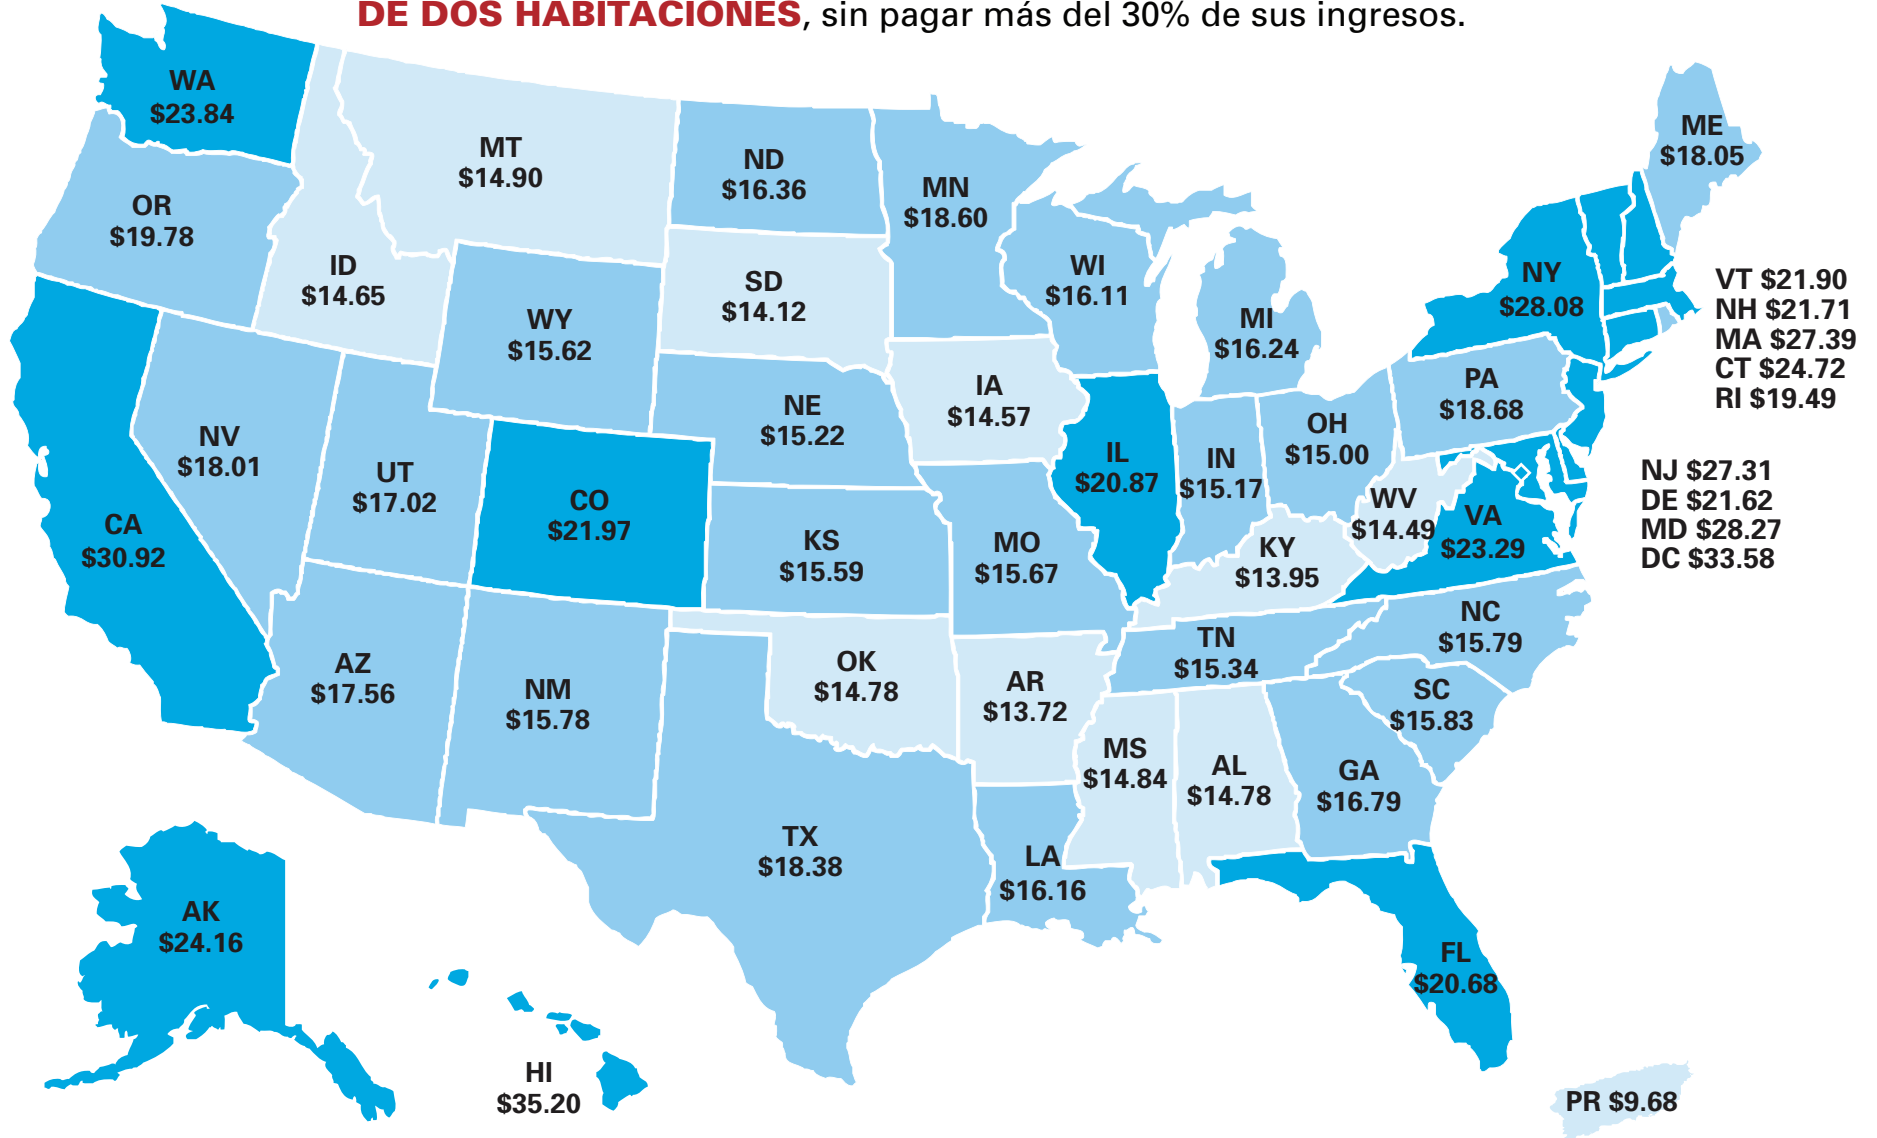 DE DOS HABITACIONES, sin pagar más del 30% de sus ingresos.
WA
$23.84
MT
$14.90
ND
$16.36
MN
$18.60
ME
$18.05
OR
$19.78
ID
$14.65
WY
$15.62
SD
$14.12
WI
$16.11
MI
$16.24
NY
$28.08
VT $21.90
NH $21.71
MA $27.39
CT $24.72
RI $19.49
NV
$18.01
UT
$17.02
NE
$15.22
IA
$14.57
IL
$20.87
IN
$15.17
OH
$15.00
PA
$18.68
NJ $27.31
DE $21.62
MD $28.27
DC $33.58
CA
$30.92
CO
$21.97
KS
$15.59
MO
$15.67
KY
$13.95
WV
$14.49
VA
$23.29
AZ
$17.56
NM
$15.78
OK
$14.78
AR
$13.72
TN
$15.34
NC
$15.79
SC
$15.83
TX
$18.38
LA
$16.16
MS
$14.84
AL
$14.78
GA
$16.79
FL
$20.68
AK
$24.16
HI
$35.20
PR $9.68